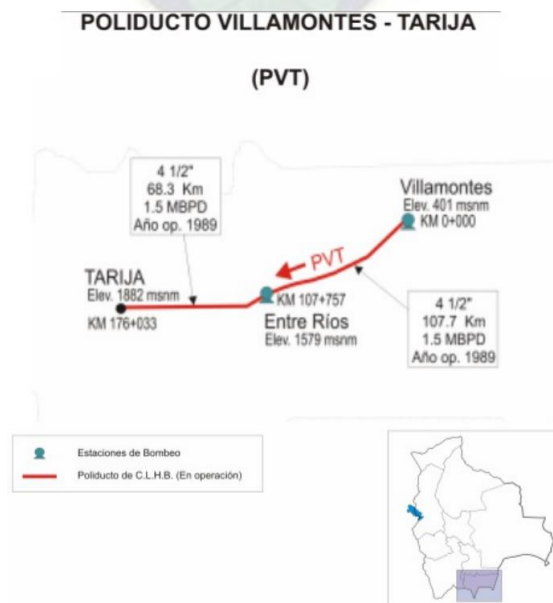 POLIDUCTO VILLAMONTES - TARIJA
(PVT)
4 1/2"
68.3 Km
1.5 MBPD
Año op. 1989
Villamontes
Elev. 401 msnm
KM 0+000
PVT
TARIJA
Elev. 1882 msnm
KM 176+033
KM 107+757
Entre Ríos
Elev. 1579 msnm
4 1/2"
107.7 Km
1.5 MBPD
Año op. 1989
Estaciones de Bombeo
Poliducto de C.L.H.B. (En operación)